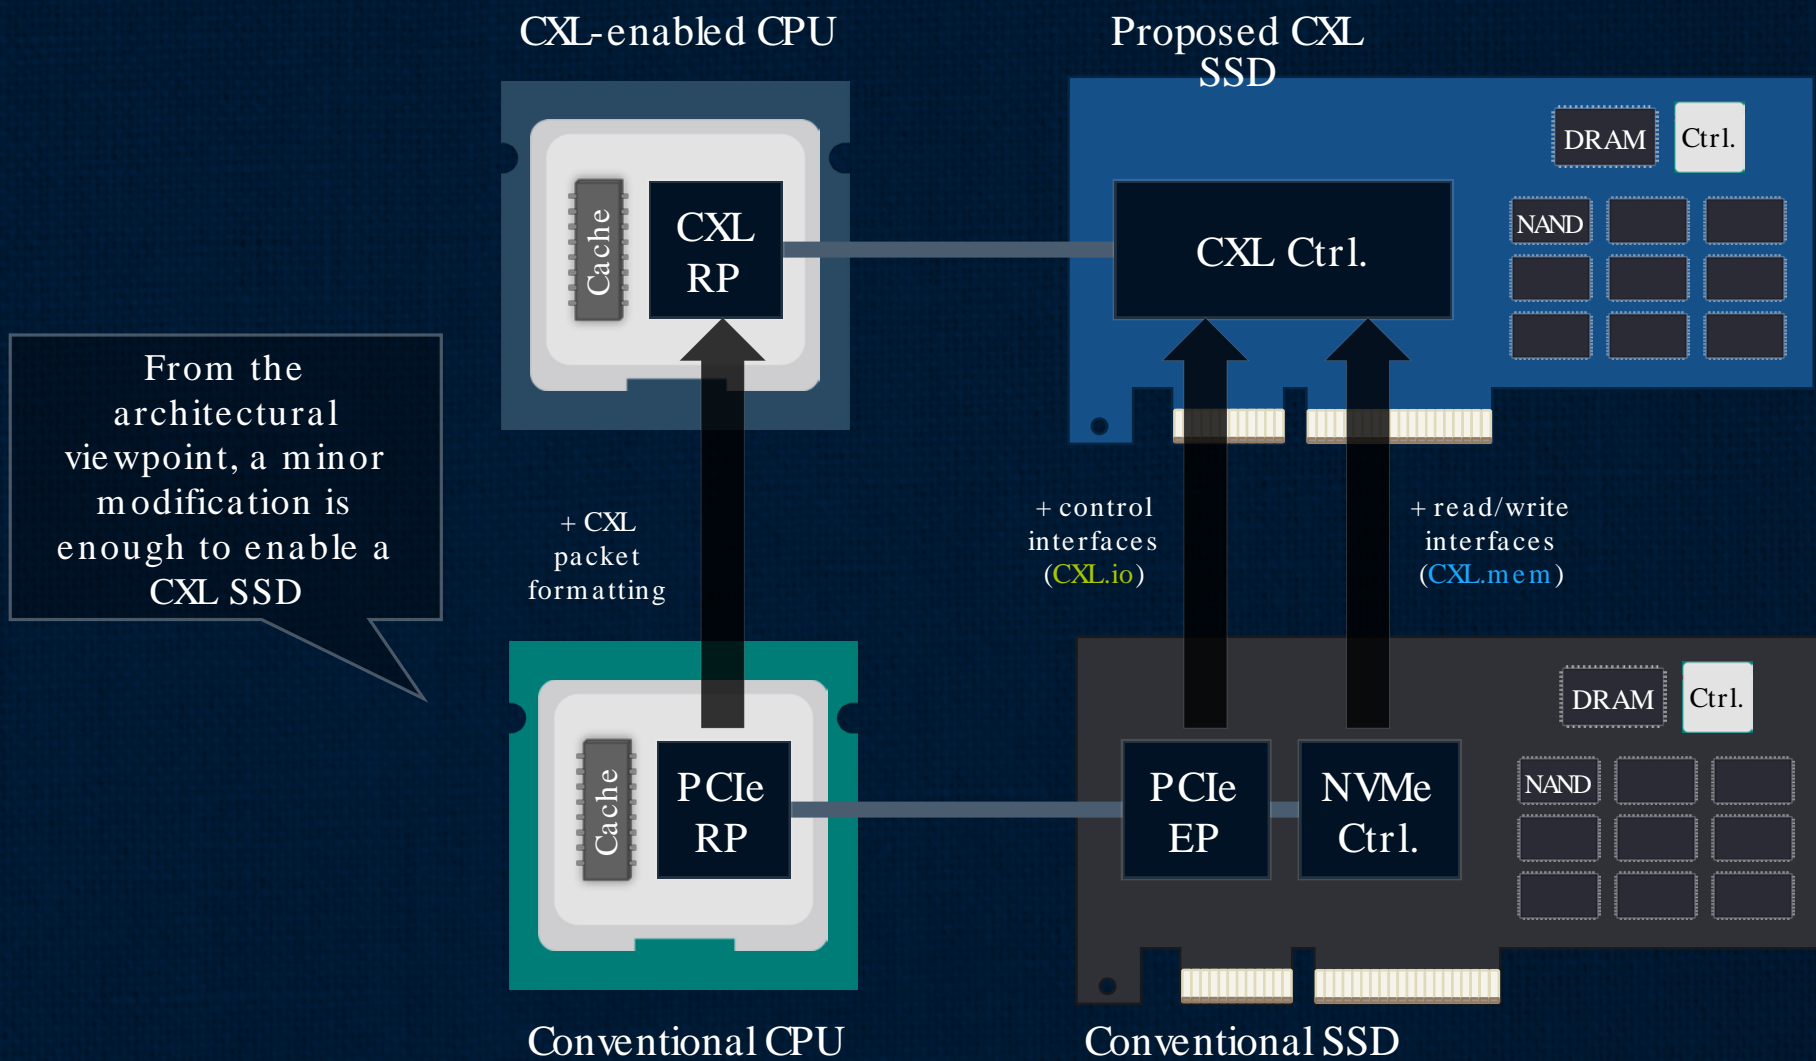 CXL-enabled CPU
Proposed CXL
SSD
DRAM
Ctrl.
Cache
CXL
RP
CXL Ctrl.
NAND
From the
architectural
viewpoint, a minor
modification is
enough to enable a
CXL SSD
+ CXL
packet
formatting
+ control
interfaces
(CXL.io)
+ read/write
interfaces
(CXL.mem)
DRAM
Ctrl.
Cache
PCIe
RP
PCIe
EP
NVMe
Ctrl.
NAND
Conventional CPU
Conventional SSD